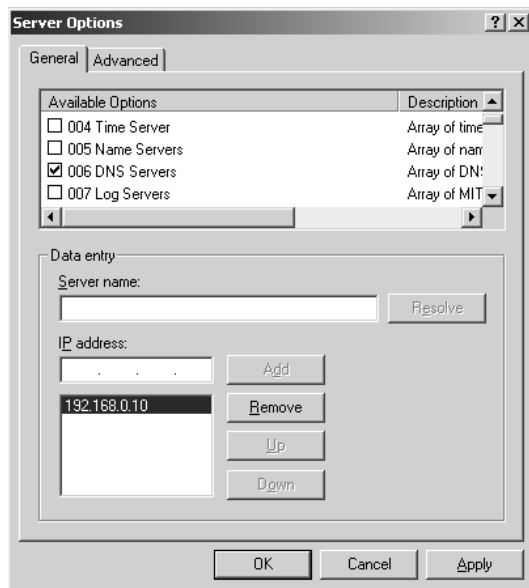 Server Options
General Advanced
Available Options Description
004 Time Server Array of time
005 Name Servers Array of nam
006 DNS Servers Array of DNS
007 Log Servers Array of MIT
Data entry
Server name:
Resolve
IP address:
. . . Add
192.168.0.10 Remove
Up
Down
OK Cancel Apply